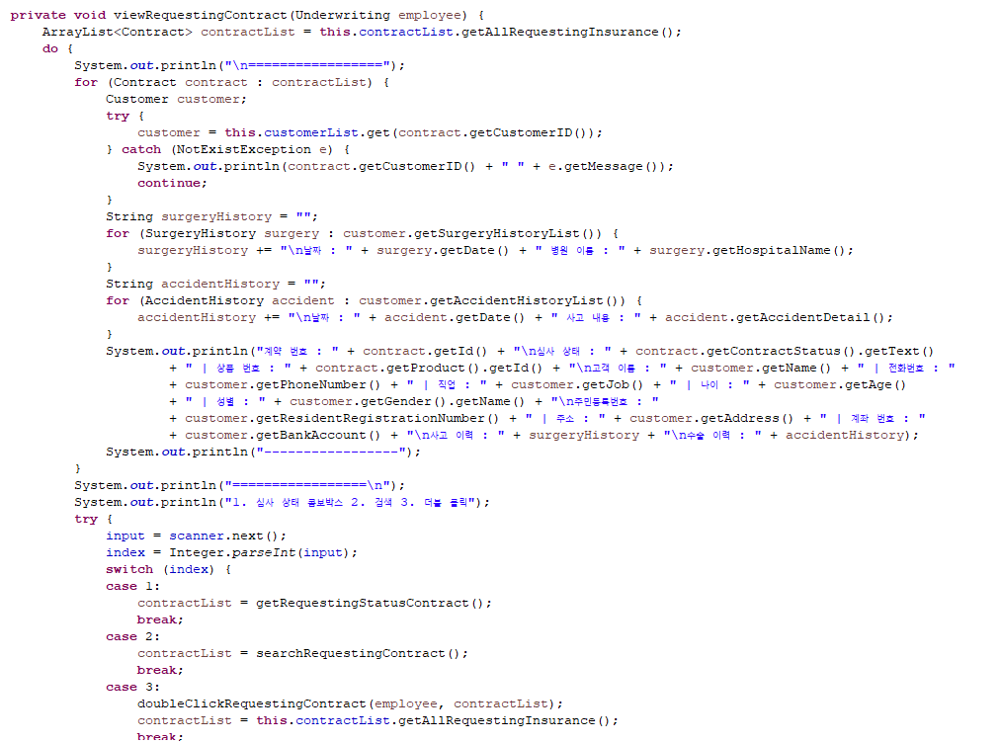 private void viewRequestingContract(Underwriting employee) {
    ArrayList<Contract> contractList = this.contractList.getAllRequestingInsurance();
    do {
        System.out.println("\n=================");
        for (Contract contract : contractList) {
            Customer customer;
            try {
                customer = this.customerList.get(contract.getCustomerID());
            } catch (NotExistException e) {
                System.out.println(contract.getCustomerID() + " " + e.getMessage());
                continue;
            }
            String surgeryHistory = "";
            for (SurgeryHistory surgery : customer.getSurgeryHistoryList()) {
                surgeryHistory += "\n날짜 : " + surgery.getDate() + " 병원 이름 : " + surgery.getHospitalName();
            }
            String accidentHistory = "";
            for (AccidentHistory accident : customer.getAccidentHistoryList()) {
                accidentHistory += "\n날짜 : " + accident.getDate() + " 사고 내용 : " + accident.getAccidentDetail();
            }
            System.out.println("계약 번호 : " + contract.getId() + "\n심사 상태 : " + contract.getContractStatus().getText()
                    + " | 상품 번호 : " + contract.getProduct().getId() + "\n고객 이름 : " + customer.getName() + " | 전화번호 : "
                    + customer.getPhoneNumber() + " | 직업 : " + customer.getJob() + " | 나이 : " + customer.getAge()
                    + " | 성별 : " + customer.getGender().getName() + "\n주민등록번호 : "
                    + customer.getResidentRegistrationNumber() + " | 주소 : " + customer.getAddress() + " | 계좌 번호 : "
                    + customer.getBankAccount() + "\n사고 이력 : " + surgeryHistory + "\n수술 이력 : " + accidentHistory);
            System.out.println("-----------------");
        }
        System.out.println("=================\n");
        System.out.println("1. 심사 상태 콤보박스 2. 검색 3. 더블 클릭");
        try {
            input = scanner.next();
            index = Integer.parseInt(input);
            switch (index) {
            case 1:
                contractList = getRequestingStatusContract();
                break;
            case 2:
                contractList = searchRequestingContract();
                break;
            case 3:
                doubleClickRequestingContract(employee, contractList);
                contractList = this.contractList.getAllRequestingInsurance();
                break;